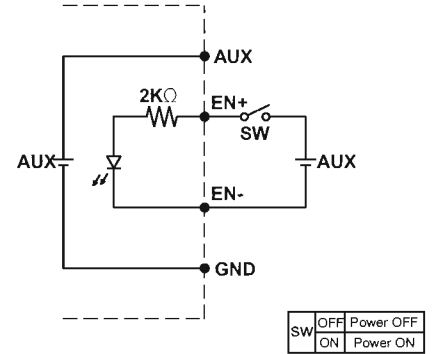 AUX
2KΩ
EN+
SW
AUX
AUX
EN-
GND
SW
OFF Power OFF
ON Power ON